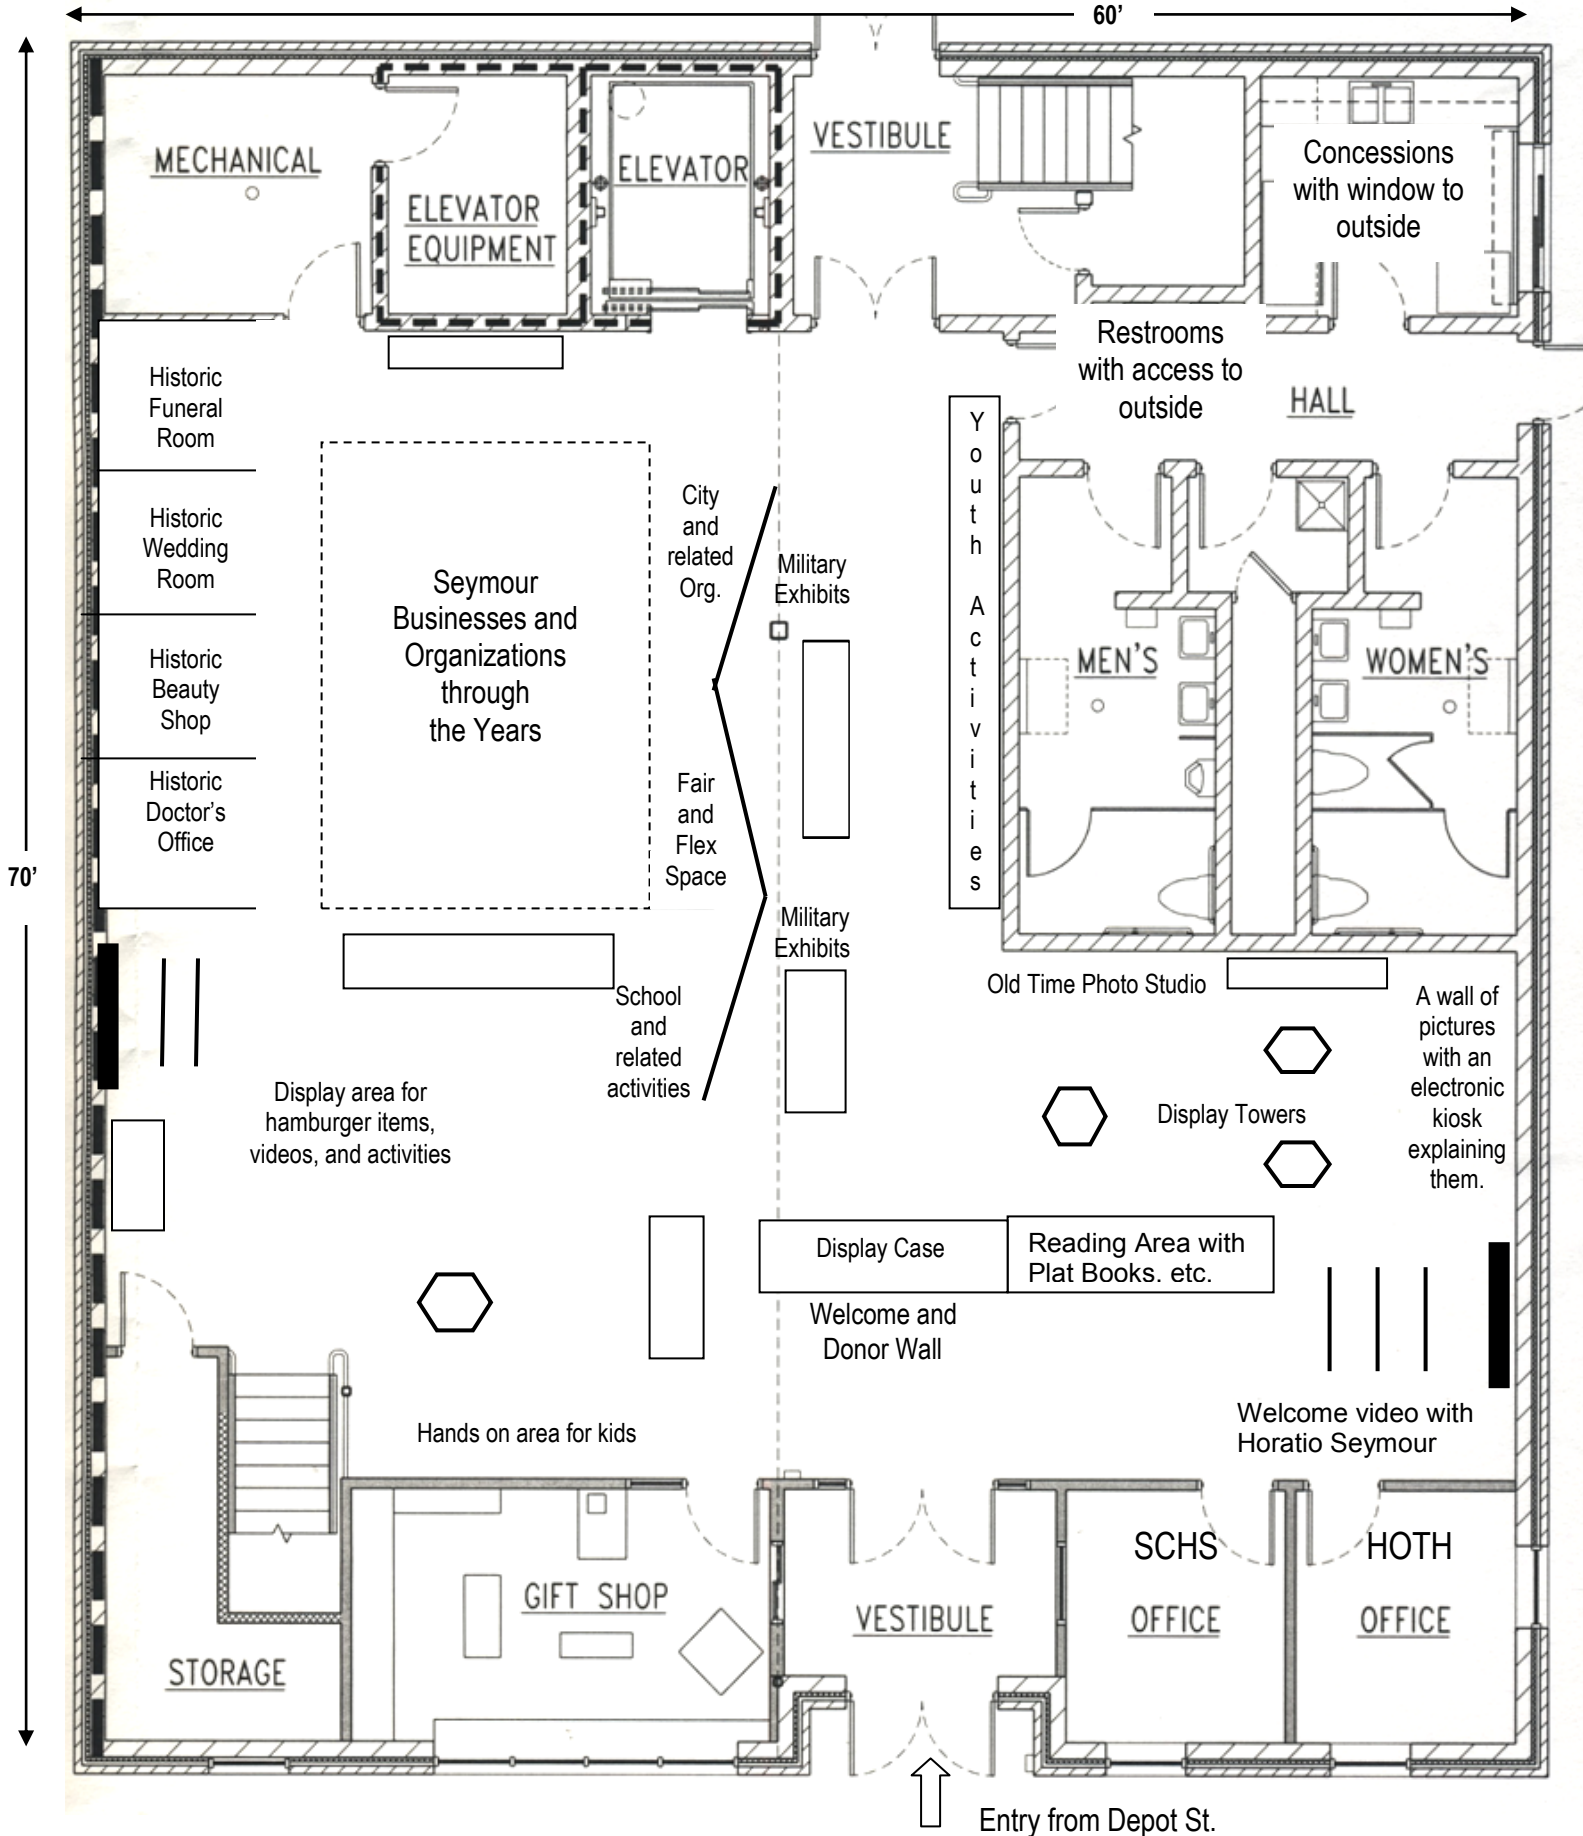 60’
VESTIBULE
MECHANICAL
ELEVATOR
ELEVATOR
EQUIPMENT
Concessions
with window to
outside
Restrooms
with access to
outside
HALL
Historic
Funeral
Room
Historic
Wedding
Room
Historic
Beauty
Shop
Historic
Doctor’s
Office
Seymour
Businesses and
Organizations
through
the Years
City
and
related
Org.
Military
Exhibits
Youth Activities
MEN'S
WOMEN'S
Fair
and
Flex
Space
70’
Military
Exhibits
School
and
related
activities
Old Time Photo Studio
A wall of
pictures
with an
electronic
kiosk
explaining
them.
Display area for
hamburger items,
videos, and activities
Display Towers
Display Case
Reading Area with
Plat Books. etc.
Welcome and
Donor Wall
Hands on area for kids
Welcome video with
Horatio Seymour
SCHS
OFFICE
HOTH
OFFICE
GIFT SHOP
VESTIBULE
STORAGE
Entry from Depot St.